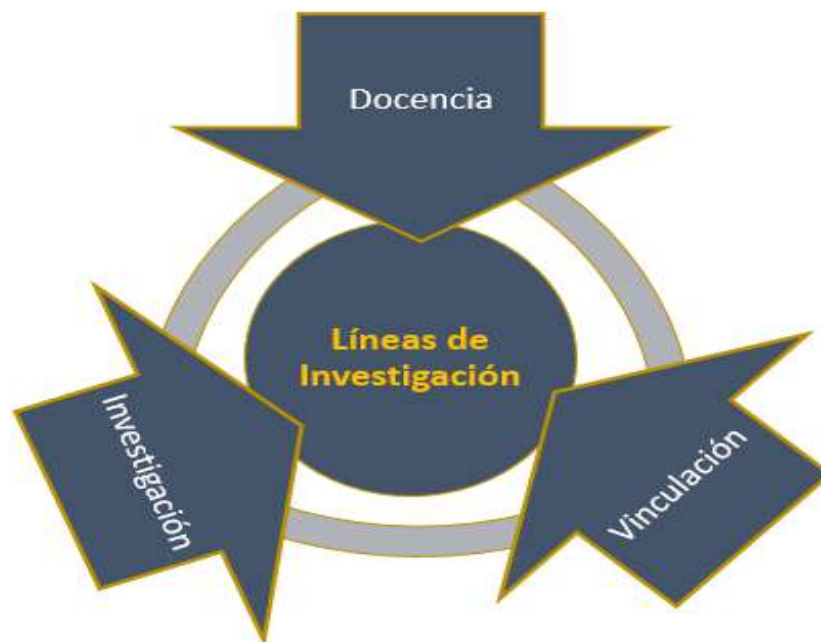 Docencia
Líneas de
Investigación
Investigación
Vinculación